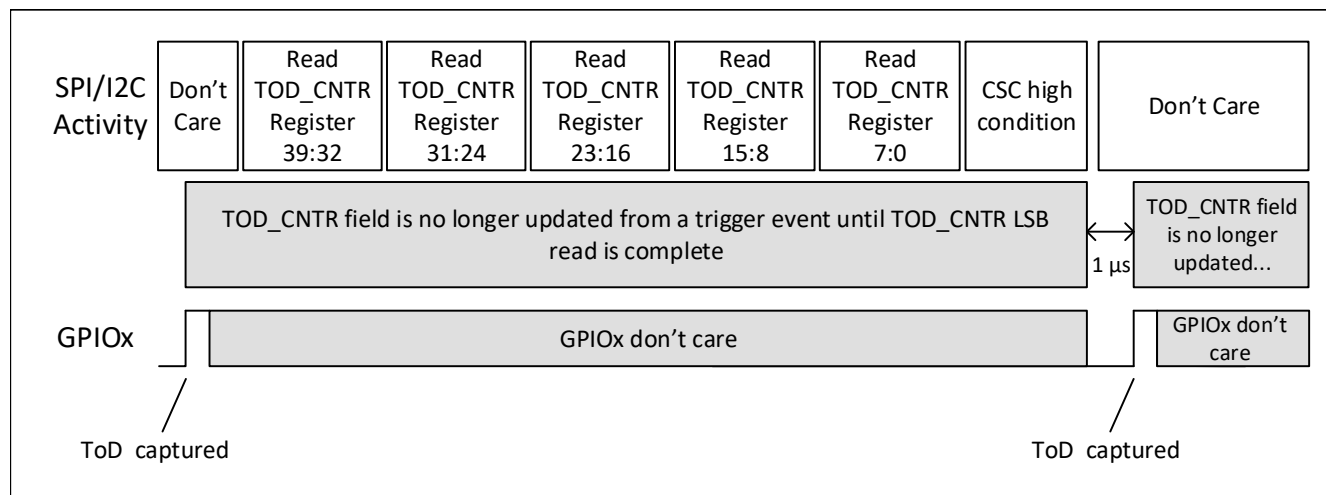 SPI/I2C
Activity
Don't
Care
Read
TOD_CNTR
Register
39:32
Read
TOD_CNTR
Register
31:24
Read
TOD_CNTR
Register
23:16
Read
TOD_CNTR
Register
15:8
Read
TOD_CNTR
Register
7:0
CSC high
condition
Don't Care
TOD_CNTR field is no longer updated from a trigger event until TOD_CNTR LSB
read is complete
1 µs
TOD_CNTR field
is no longer
updated...
GPIOx
GPIOx don't care
GPIOx don't
care
ToD captured
ToD captured